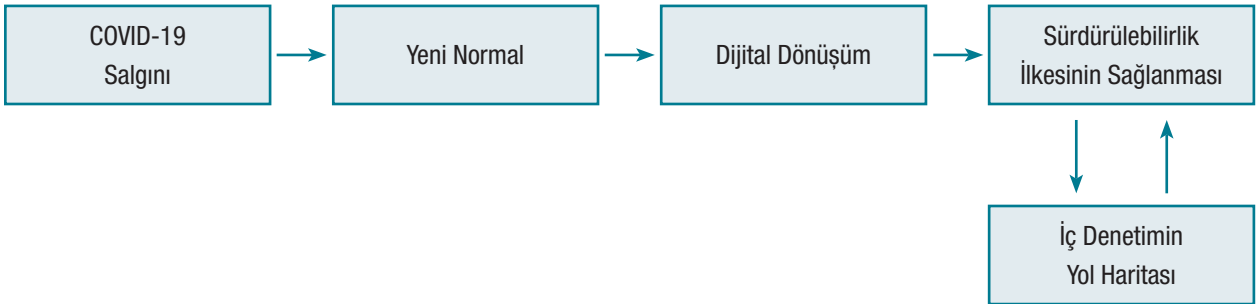 COVID-19
Salgını
Yeni Normal
Dijital Dönüşüm
Sürdürülebilirlik
İlkesinin Sağlanması
İç Denetimin
Yol Haritası